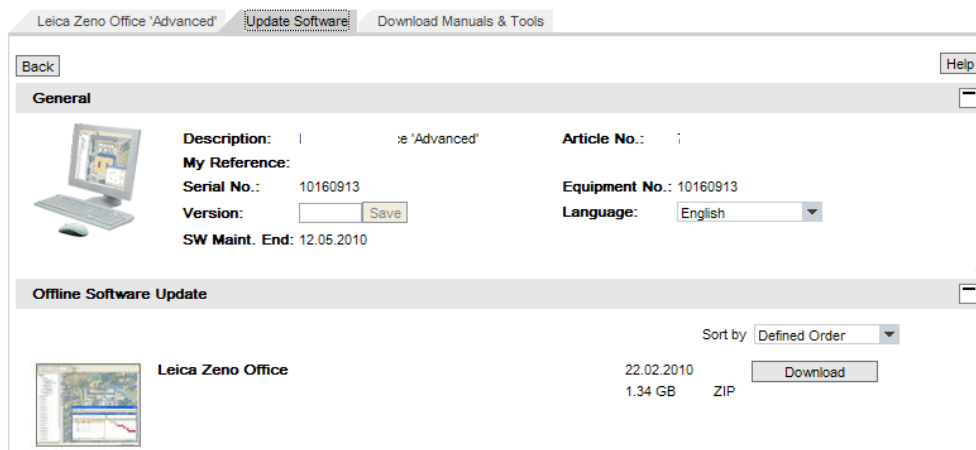 Leica Zeno Office 'Advanced' Update Software Download Manuals & Tools
Back Help
General
Description: 'Advanced' Article No.:
My Reference:
Serial No.: 10160913 Equipment No.: 10160913
Version: Save Language: English
SW Maint. End: 12.05.2010
Offline Software Update
Sort by Defined Order
Leica Zeno Office 22.02.2010 Download
1.34 GB ZIP